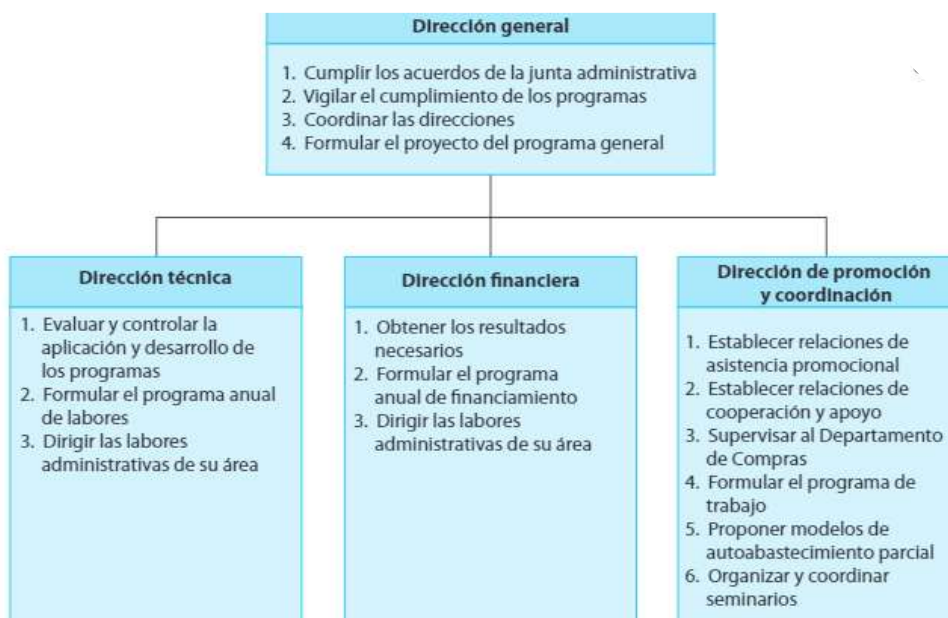 Dirección general
1. Cumplir los acuerdos de la junta administrativa
2. Vigilar el cumplimiento de los programas
3. Coordinar las direcciones
4. Formular el proyecto del programa general
Dirección técnica
1. Evaluar y controlar la
aplicación y desarrollo de
los programas
2. Formular el programa anual
de labores
3. Dirigir las labores
administrativas de su área
Dirección financiera
1. Obtener los resultados
necesarios
2. Formular el programa
anual de financiamiento
3. Dirigir las labores
administrativas de su área
Dirección de promoción
y coordinación
1. Establecer relaciones de
asistencia promocional
2. Establecer relaciones de
cooperación y apoyo
3. Supervisar al Departamento
de Compras
4. Formular el programa de
trabajo
5. Proponer modelos de
autoabastecimiento parcial
6. Organizar y coordinar
seminarios